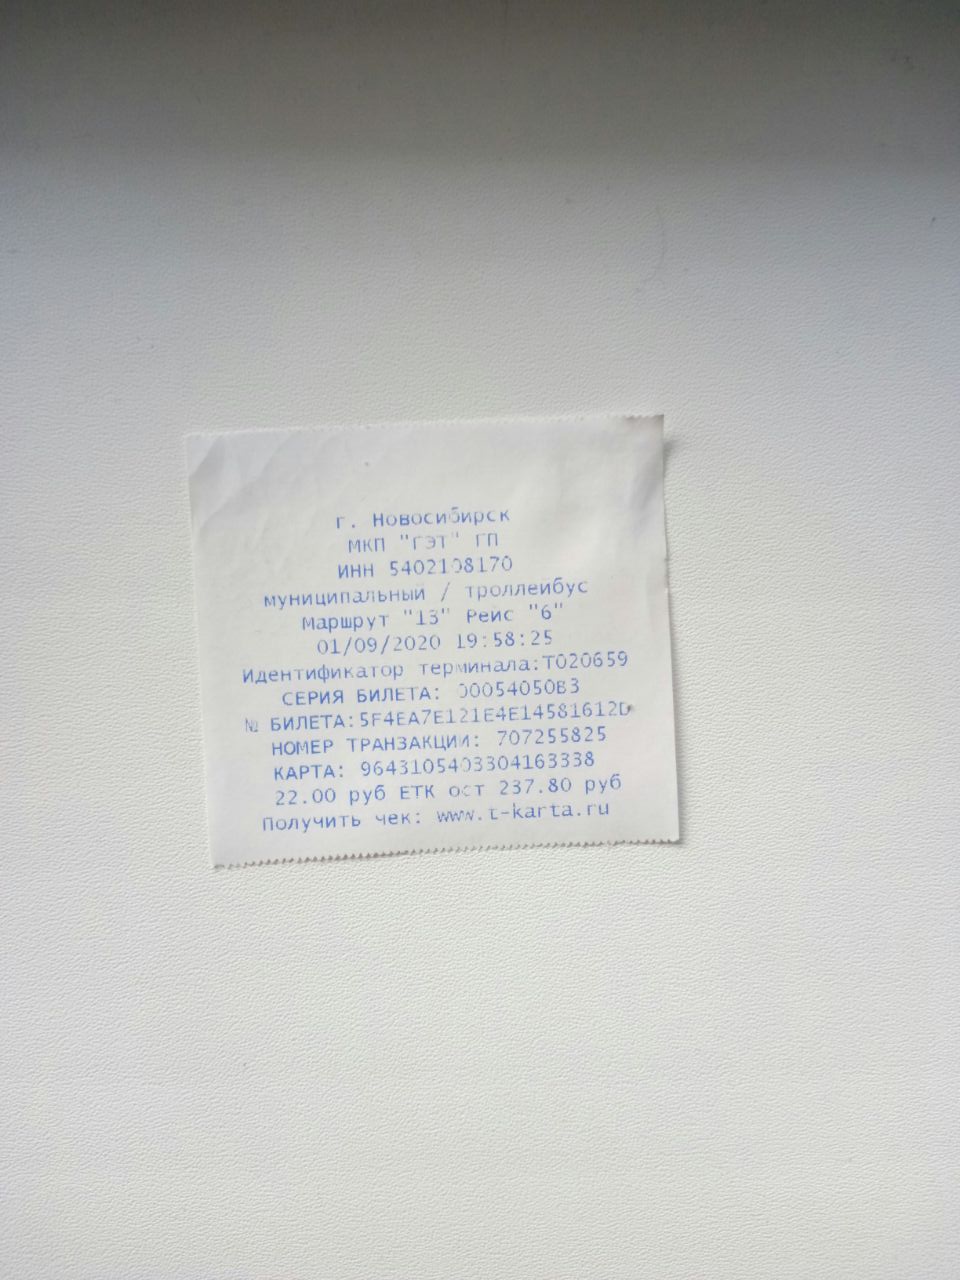 г. Новосибирск
МКП "ГЭТ" ГП
ИНН 5402108170
муниципальный / троллейбус
Маршрут "13" Рейс "6"
01/09/2020 19:58:25
Идентификатор терминала:T020659
СЕРИЯ БИЛЕТА: 00054050B3
№ БИЛЕТА:5F4EA7E121E4E14581612D
НОМЕР ТРАНЗАКЦИИ: 707255825
КАРТА: 9643105403304163338
22.00 руб ЕТК ост 237.80 руб
Получить чек: www.t-karta.ru